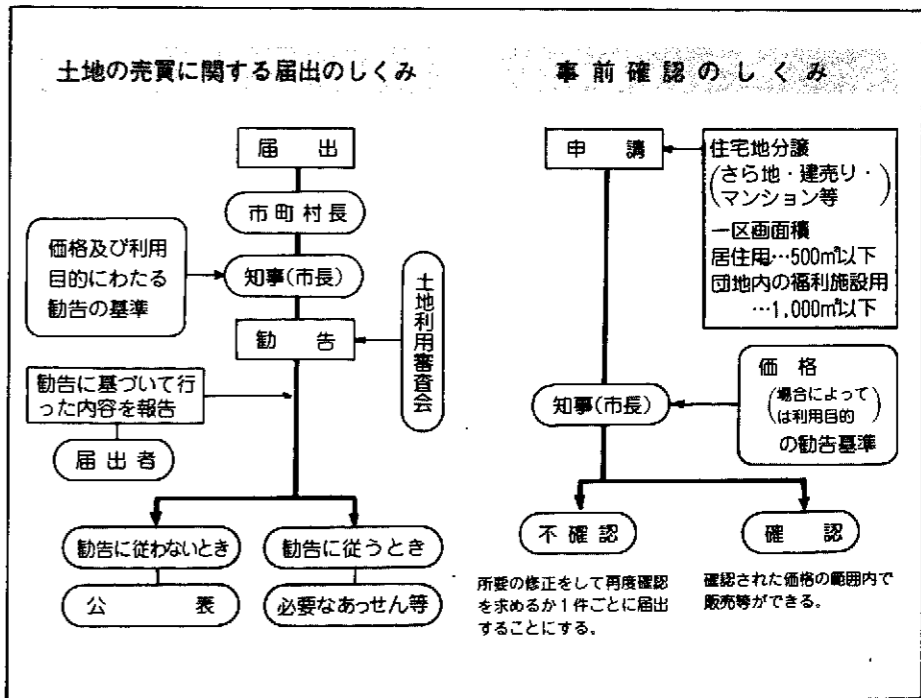 土地の売買に関する届出のしくみ
届出
市町村長
価格及び利用
目的にわたる
勧告の基準
知事(市長)
土地利用審査会
勧告
勧告に基づいて行
った内容を報告
届出者
勧告に従わないとき
勧告に従うとき
公表
必要なあっせん等
事前確認のしくみ
申請
住宅地分譲
(さら地・建売り・
マンション等)
一区画面積
居住用…500㎡以下
団地内の福利施設用
…1,000㎡以下
知事(市長)
価格
(場合によって
は利用目的)
の勧告基準
不確認
確認
所要の修正をして再度確認
を求めるか1件ごとに届出
することにする。
確認された価格の範囲内で
販売等ができる。